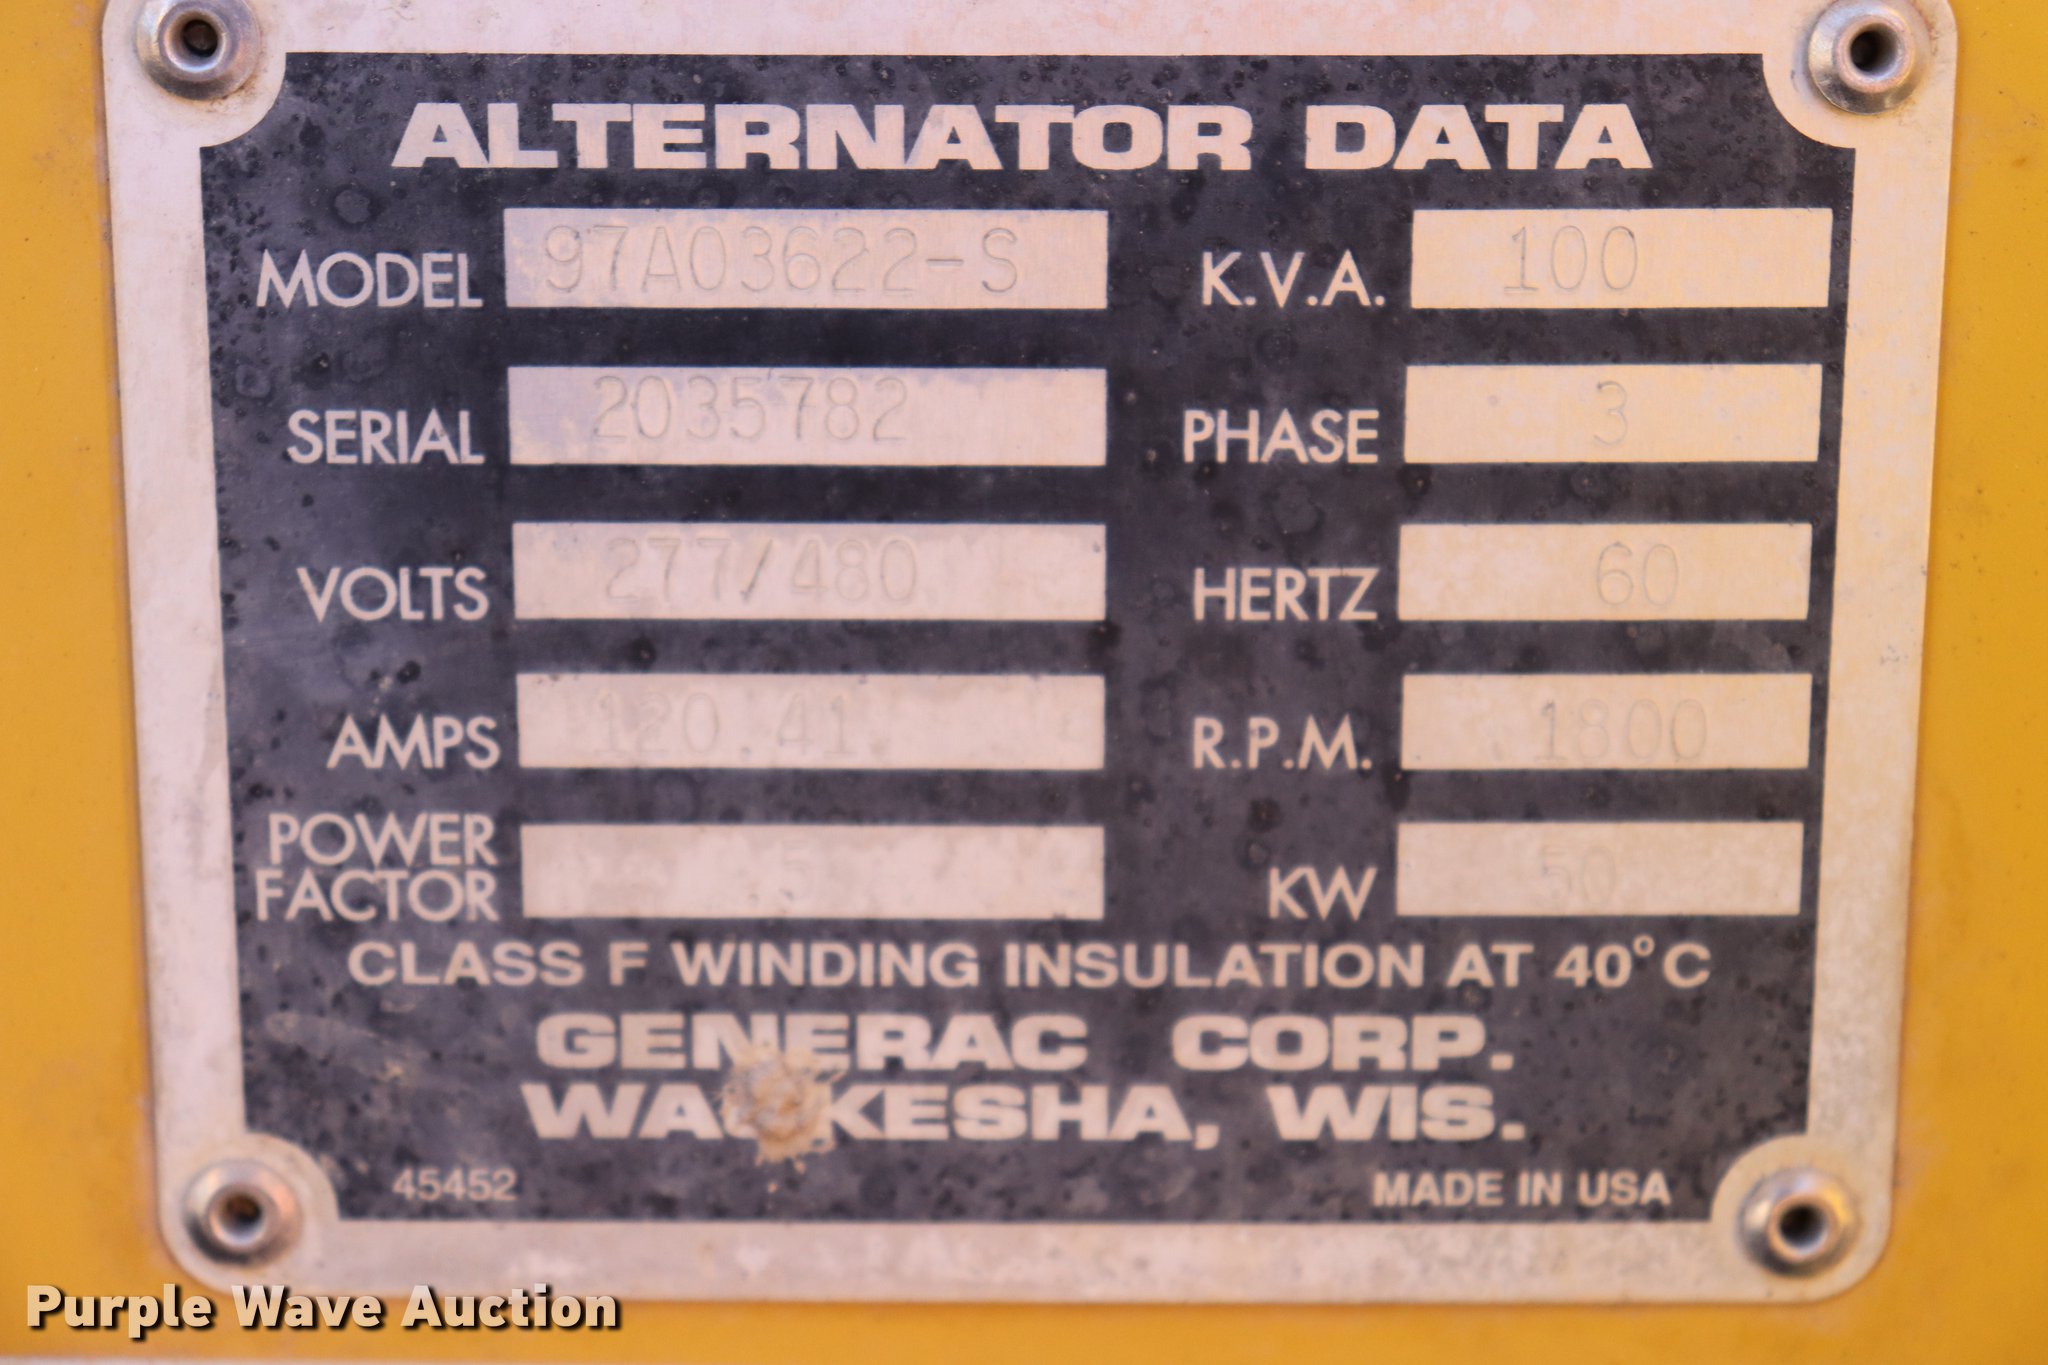 ALTERNATOR DATA
MODEL 97A03622-S K.V.A. 100
SERIAL 2035782 PHASE 3
VOLTS 277/480 HERTZ 60
AMPS 120.41 R.P.M. 1800
POWER FACTOR .5 KW 50
CLASS F WINDING INSULATION AT 40°C
GENERAC CORP.
WAUKESHA, WIS.
45452 MADE IN USA
Purple Wave Auction